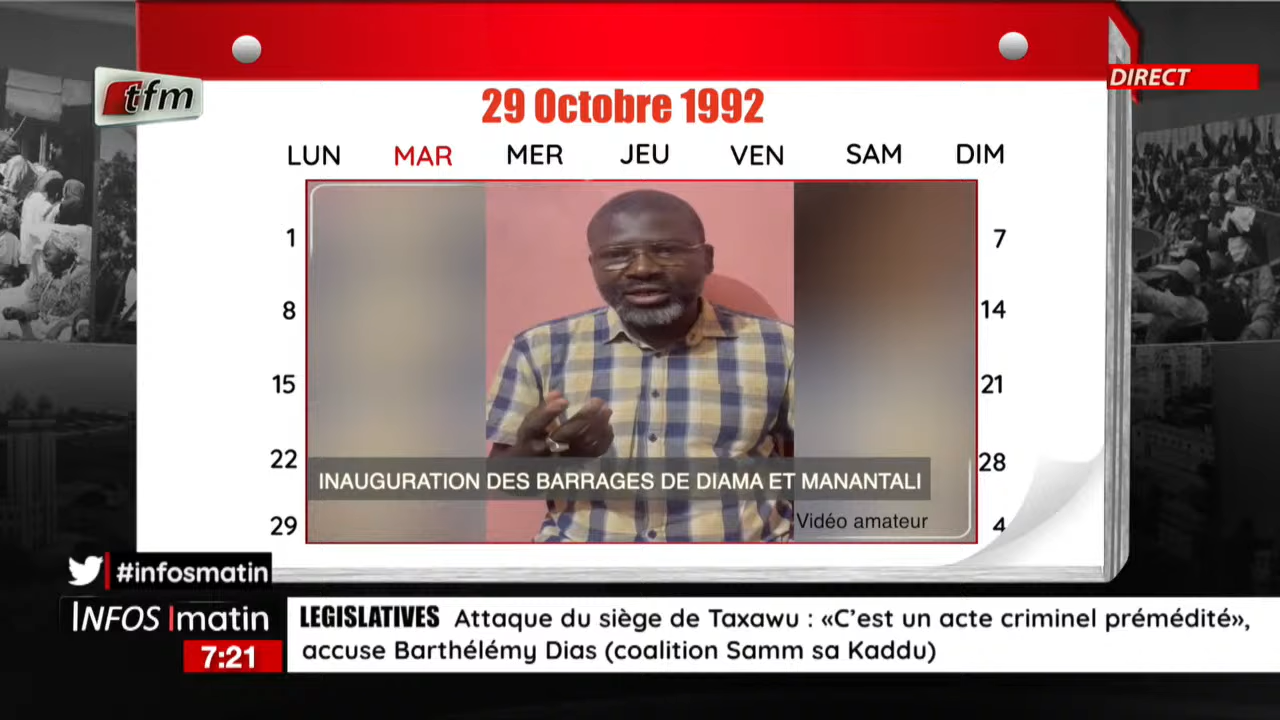 tfm
DIRECT
29 Octobre 1992
LUN MAR MER JEU VEN SAM DIM
1 7
8 14
15 21
22 28
29 4
INAUGURATION DES BARRAGES DE DIAMA ET MANANTALI
Vidéo amateur
#infosmatin
INFOS matin
7:21
LEGISLATIVES Attaque du siège de Taxawu : «C’est un acte criminel prémédité»,
accuse Barthélémy Dias (coalition Samm sa Kaddu)